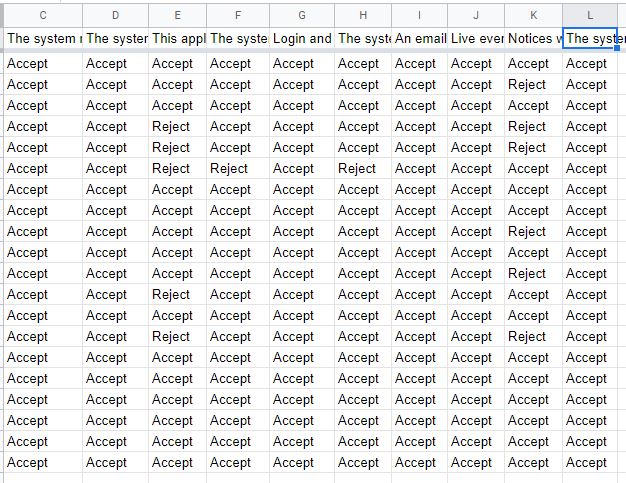 C D E F G H I J K L
The system The syster This appl The syste Login and The syste An email Live ever Notices The syster
Accept Accept Accept Accept Accept Accept Accept Accept Accept Accept
Accept Accept Accept Accept Accept Accept Accept Accept Reject Accept
Accept Accept Accept Accept Accept Accept Accept Accept Accept Accept
Accept Accept Reject Accept Accept Accept Accept Accept Reject Accept
Accept Accept Reject Accept Accept Accept Accept Accept Reject Accept
Accept Accept Reject Reject Accept Reject Accept Accept Accept Accept
Accept Accept Accept Accept Accept Accept Accept Accept Accept Accept
Accept Accept Accept Accept Accept Accept Accept Accept Accept Accept
Accept Accept Accept Accept Accept Accept Accept Accept Reject Accept
Accept Accept Accept Accept Accept Accept Accept Accept Accept Accept
Accept Accept Accept Accept Accept Accept Accept Accept Reject Accept
Accept Accept Reject Accept Accept Accept Accept Accept Accept Accept
Accept Accept Accept Accept Accept Accept Accept Accept Accept Accept
Accept Accept Reject Accept Accept Accept Accept Accept Reject Accept
Accept Accept Accept Accept Accept Accept Accept Accept Accept Accept
Accept Accept Accept Accept Accept Accept Accept Accept Accept Accept
Accept Accept Accept Accept Accept Accept Accept Accept Accept Accept
Accept Accept Accept Accept Accept Accept Accept Accept Accept Accept
Accept Accept Accept Accept Accept Accept Accept Accept Accept Accept
Accept Accept Accept Accept Accept Accept Accept Accept Accept Accept